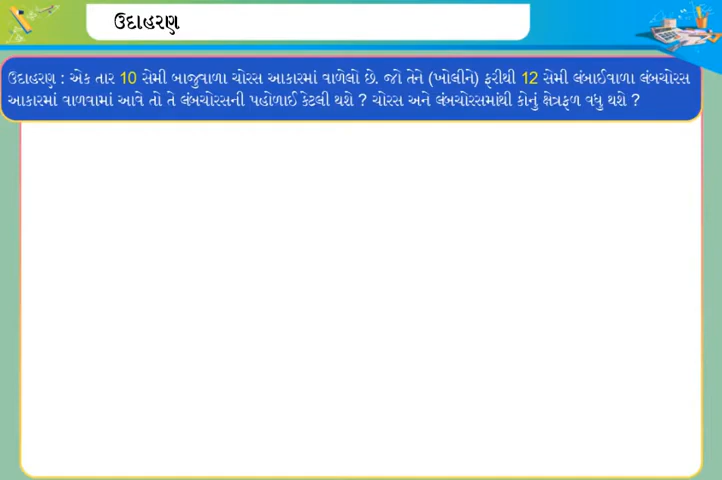 ઉદાહરણ
ઉદાહરણ : એક તાર 10 સેમી બાજુવાળા ચોરસ આકારમાં વાળેલો છે. જો તેને (ખોલીને) ફરીથી 12 સેમી લંબાઈવાળા લંબચોરસ
આકારમાં વાળવામાં આવે તો તે લંબચોરસની પહોળાઈ કેટલી થશે ? ચોરસ અને લંબચોરસમાંથી કોનું ક્ષેત્રફળ વધુ થશે ?